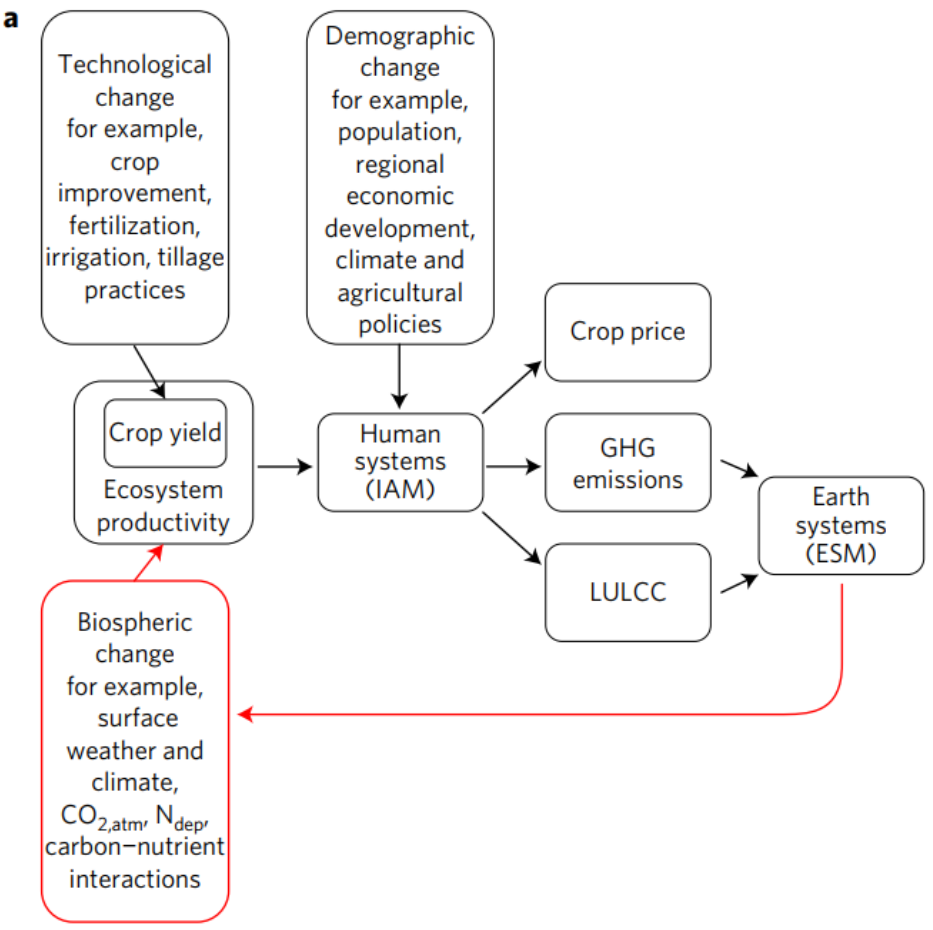 a
Technological
change
for example,
crop
improvement,
fertilization,
irrigation, tillage
practices
Demographic
change
for example,
population,
regional
economic
development,
climate and
agricultural
policies
Crop yield
Ecosystem
productivity
Human
systems
(IAM)
Crop price
GHG
emissions
LULCC
Earth
systems
(ESM)
Biospheric
change
for example,
surface
weather and
climate,
CO2,atm, Ndep,
carbon–nutrient
interactions